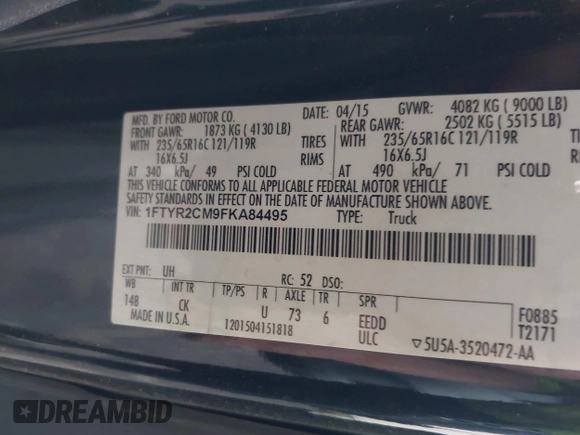 MFD. BY FORD MOTOR CO.
DATE: 04/15 GVWR: 4082 KG ( 9000 LB)
FRONT GAWR: 1873 KG ( 4130 LB)
REAR GAWR: 2502 KG ( 5515 LB)
WITH 235/65R16C 121/119R TIRES
WITH 235/65R16C 121/119R
16X6.5J RIMS
16X6.5J
AT 340 kPa/ 49 PSI COLD
AT 490 kPa/ 71 PSI COLD
THIS VEHICLE CONFORMS TO ALL APPLICABLE FEDERAL MOTOR VEHICLE
SAFETY STANDARDS IN EFFECT ON THE DATE OF MANUFACTURE SHOWN ABOVE.
VIN: 1FTYR2CM9FKA84495 TYPE: Truck
EXT PNT: UH RC: 52 DSO:
WB INT TR TP/PS R AXLE TR SPR
148 CK U 73 6 EEDD F0885
MADE IN U.S.A. 1201504151818 ULC T2171
▽5U5A-3520472-AA
DREAMBID